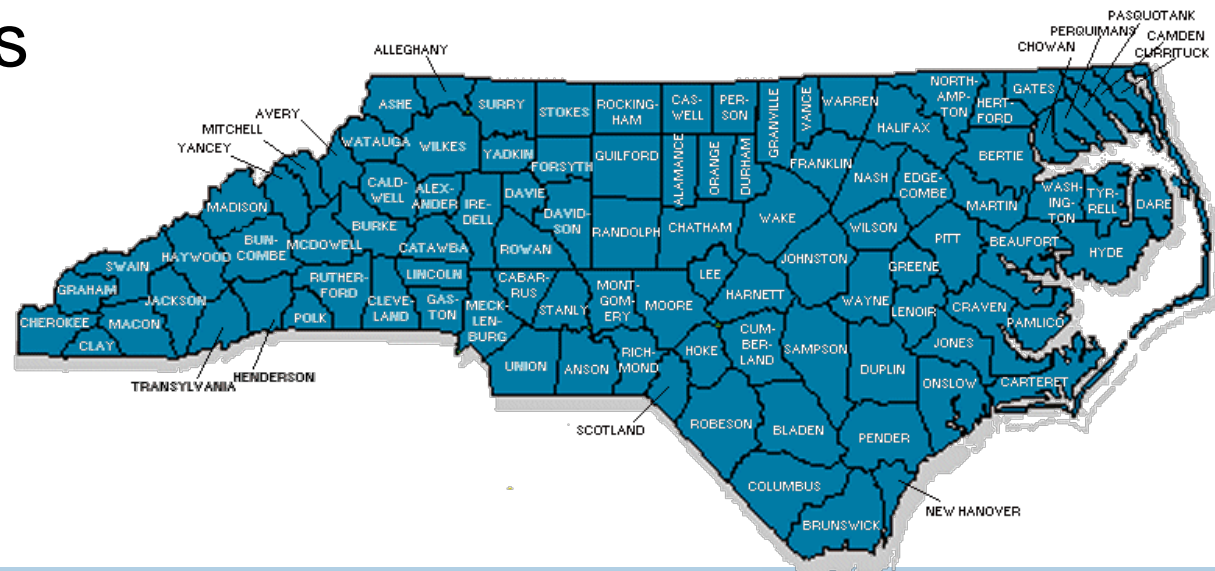 s
PASQUOTANK
PERQUIMANS
CAMDEN
CHOWAN
CURRITUCK
ALLEGHANY
AVERY
MITCHELL
YANCEY
ASHE
SURRY
STOKES
ROCKING-
HAM
CAS-
WELL
PER-
SON
GRANVILLE
VANCE
WARREN
NORTH-
AMP-
TON
HERT-
FORD
GATES
HALIFAX
WATAUGA
WILKES
YADKIN
FORSYTH
GUILFORD
ALAMANCE
ORANGE
DURHAM
FRANKLIN
NASH
EDGE-
COMBE
BERTIE
MARTIN
WASH-
ING-
TON
TYR-
RELL
DARE
MADISON
CALD-
WELL
ALEX-
ANDER
IRE-
DELL
DAVIE
DAVID-
SON
RANDOLPH
CHATHAM
WAKE
WILSON
PITT
BEAUFORT
HYDE
SWAIN
HAYWOOD
BUN-
COMBE
MCDOWELL
BURKE
CATAWBA
ROWAN
JOHNSTON
GREENE
GRAHAM
JACKSON
RUTHER-
FORD
CLEVE-
LAND
LINCOLN
GAS-
TON
MECK-
LEN-
BURG
CABAR-
RUS
STANLY
MONT-
GOM-
ERY
MOORE
LEE
HARNETT
WAYNE
LENOIR
CRAVEN
PAMLICO
CHEROKEE
MACON
CLAY
POLK
TRANSYLVANIA
HENDERSON
UNION
ANSON
RICH-
MOND
HOKE
CUM-
BER-
LAND
SAMPSON
DUPLIN
JONES
ONSLOW
CARTERET
SCOTLAND
ROBESON
BLADEN
PENDER
COLUMBUS
BRUNSWICK
NEW HANOVER